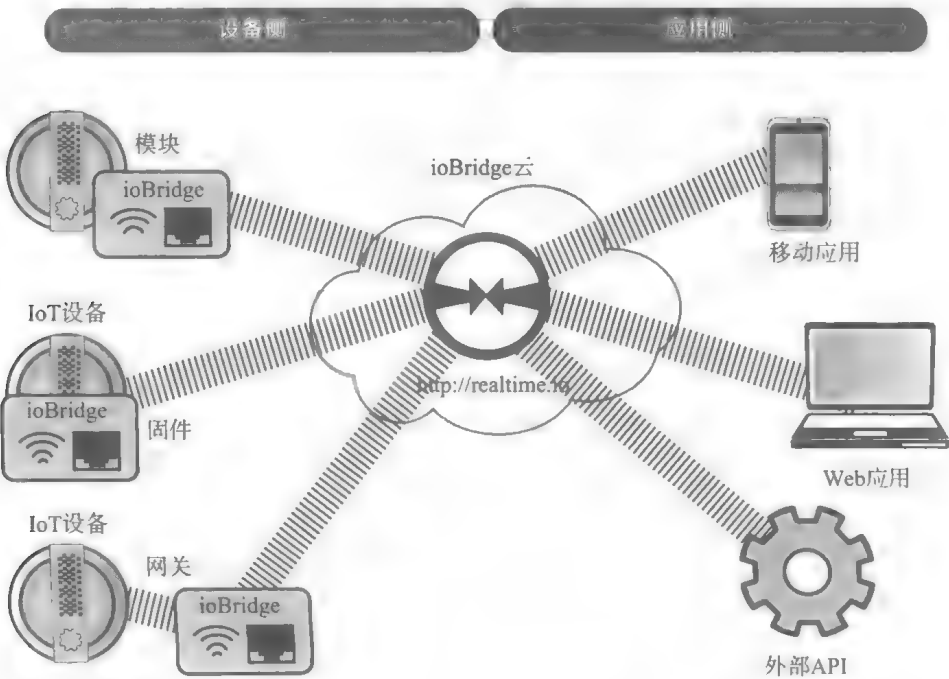 设备侧
应用侧
模块
ioBridge
ioBridge云
移动应用
IoT设备
ioBridge
固件
http://realtime.io
Web应用
IoT设备
网关
ioBridge
外部API